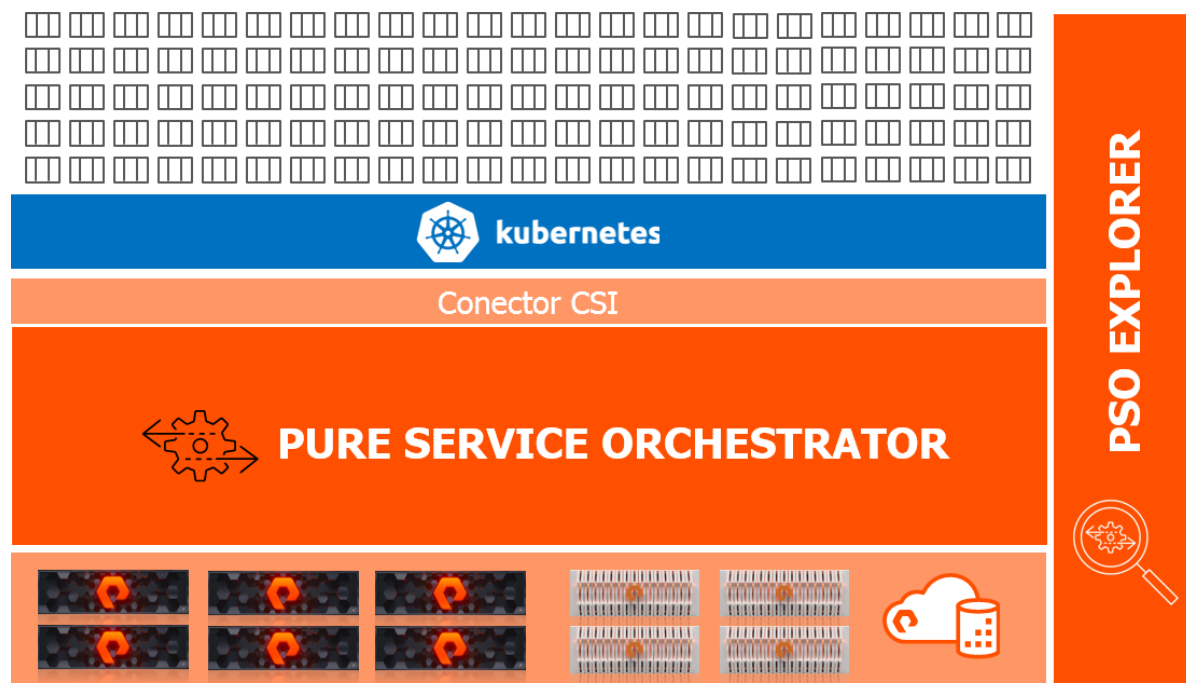 kubernetes
Conector CSI
PURE SERVICE ORCHESTRATOR
PSO EXPLORER